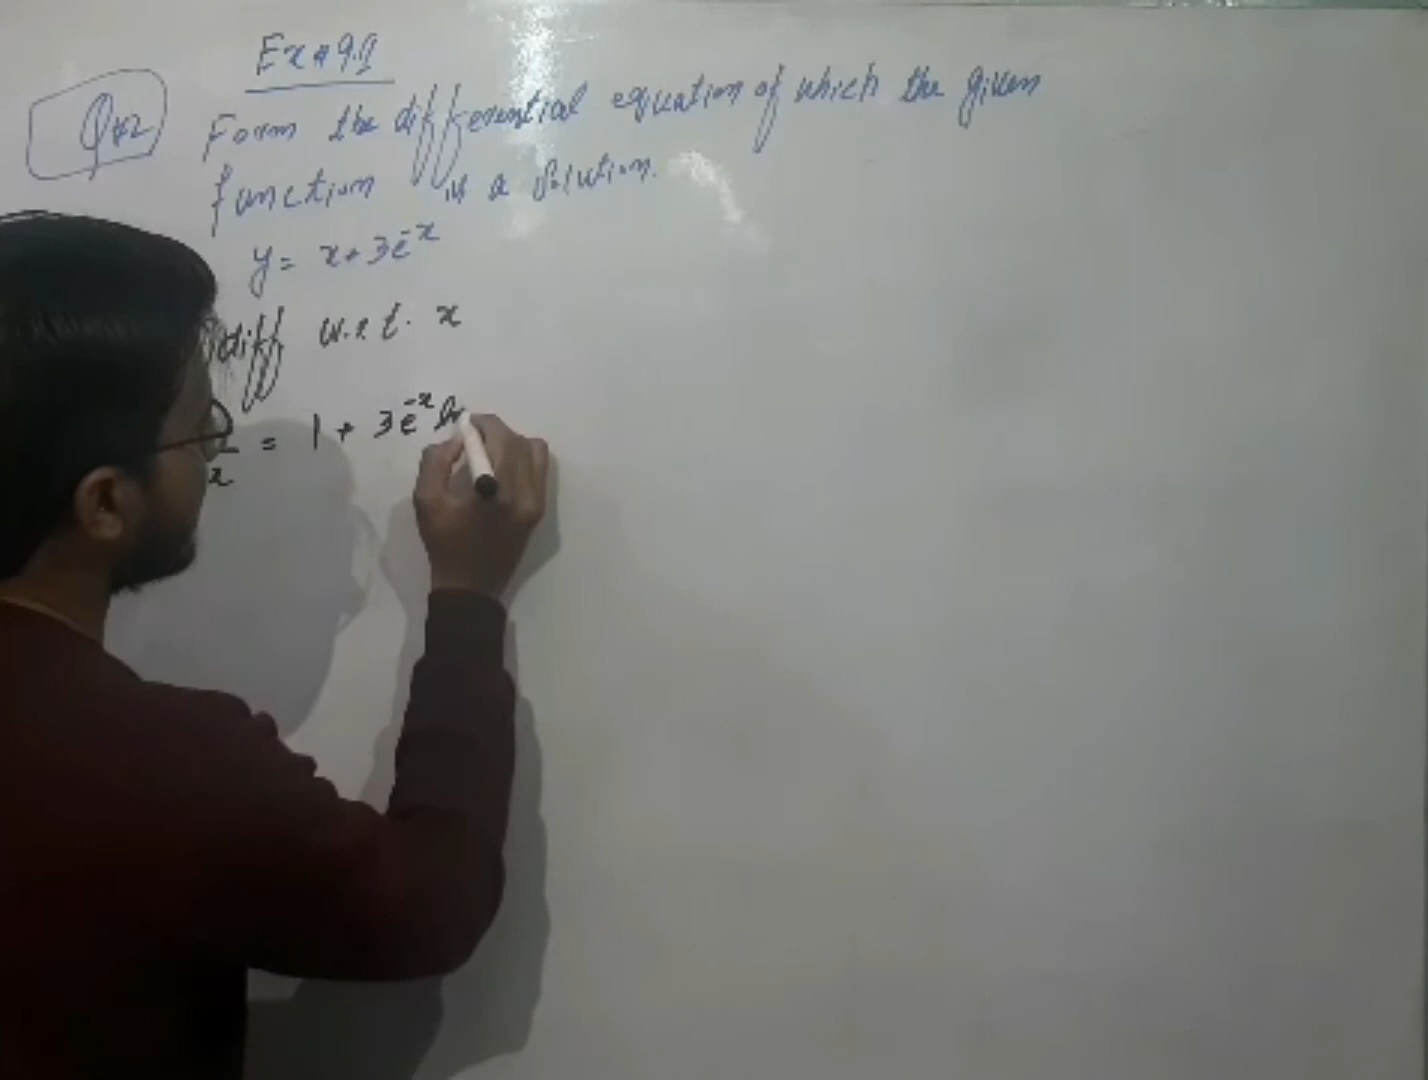 Ex # 9.1
Q#2 Form the differential equation of which the given
function is a solution.
y = x + 3e^-x
diff w.r.t. x
x = 1 + 3e^-x